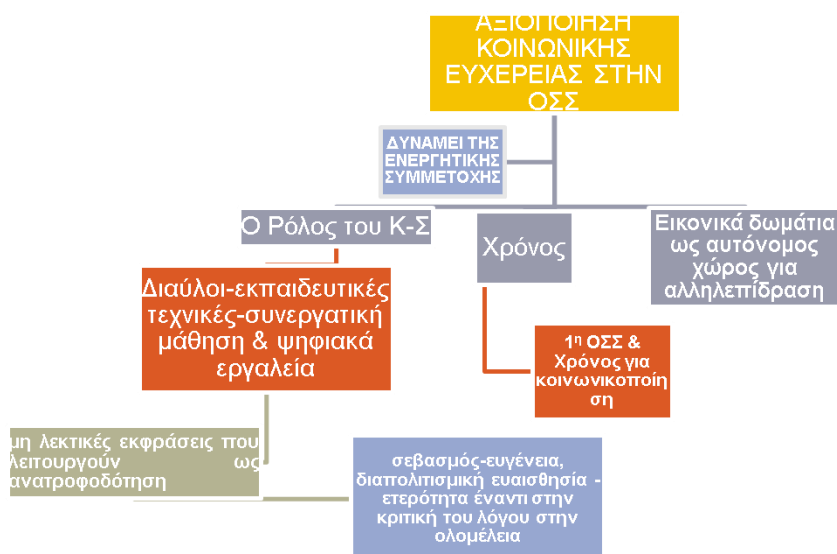 ΑΞΙΟΠΟΙΗΣΗ
ΚΟΙΝΩΝΙΚΗΣ
ΕΥΧΕΡΕΙΑΣ ΣΤΗΝ
ΟΣΣ
ΔΥΝΑΜΕΙ ΤΗΣ
ΕΝΕΡΓΗΤΙΚΗΣ
ΣΥΜΜΕΤΟΧΗΣ
Ο Ρόλος του Κ-Σ
Χρόνος
Εικονικά δωμάτια
ως αυτόνομος
χώρος για
αλληλεπίδραση
Διαύλοι-εκπαιδευτικές
τεχνικές-συνεργατική
μάθηση & ψηφιακά
εργαλεία
1η ΟΣΣ &
Χρόνος για
κοινωνικοποίη
ση
μη λεκτικές εκφράσεις που
λειτουργούν ως
ανατροφοδότηση
σεβασμός-ευγένεια,
διαπολιτισμική ευαισθησία -
ετερότητα έναντι στην
κριτική του λόγου στην
ολομέλεια